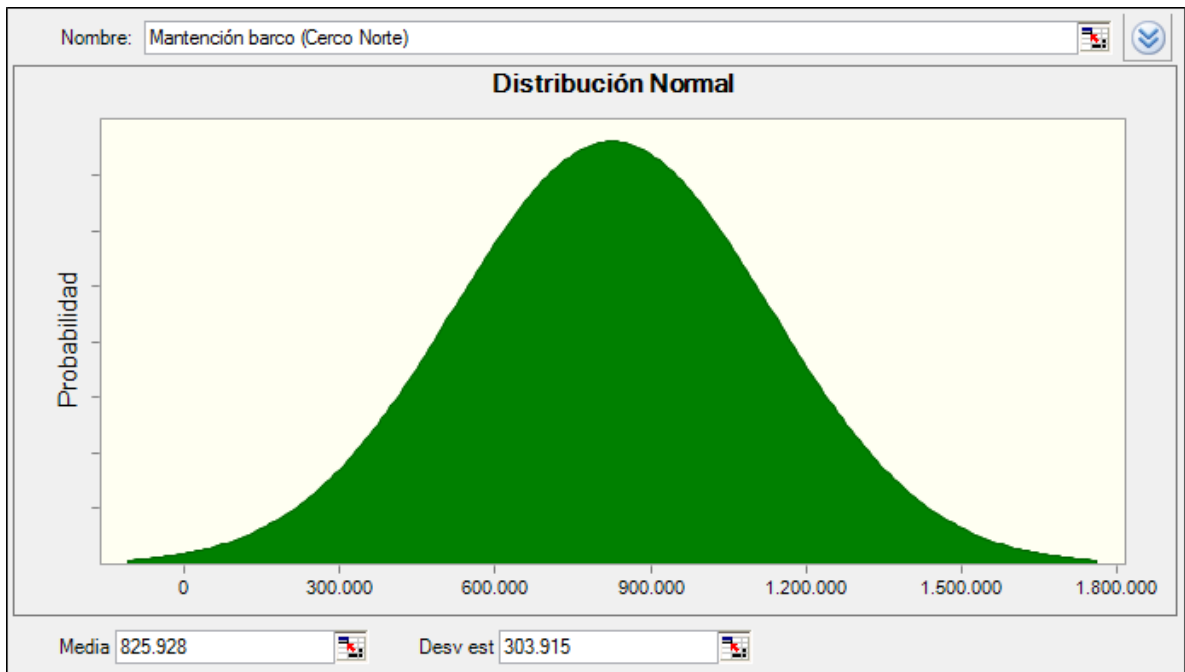 Nombre: Mantención barco (Cerco Norte)
Distribución Normal
Probabilidad
0 300.000 600.000 900.000 1.200.000 1.500.000 1.800.000
Media 825.928 Desv est 303.915